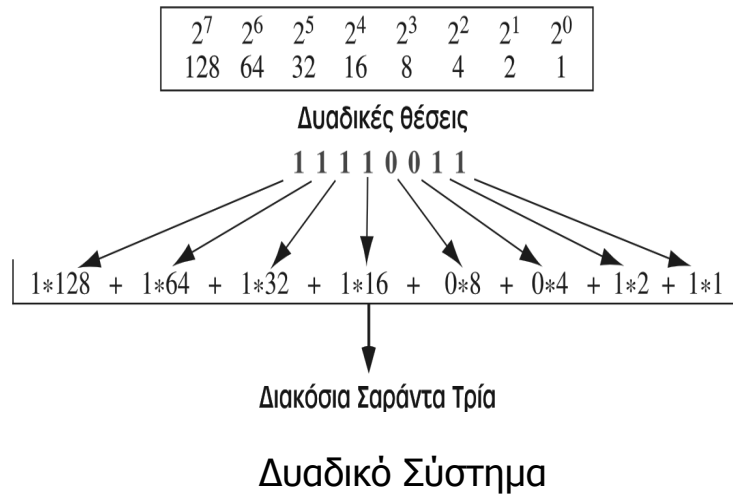 2⁷ 2⁶ 2⁵ 2⁴ 2³ 2² 2¹ 2⁰
128 64 32 16 8 4 2 1
Δυαδικές θέσεις
1 1 1 1 0 0 1 1
1*128 + 1*64 + 1*32 + 1*16 + 0*8 + 0*4 + 1*2 + 1*1
Διακόσια Σαράντα Τρία
Δυαδικό Σύστημα